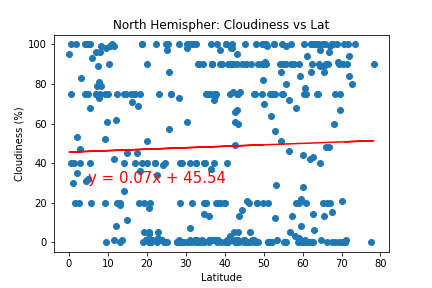 North Hemispher: Cloudiness vs Lat
100
80
60
40
20
0
Cloudiness (%)
y = 0.07x + 45.54
0 10 20 30 40 50 60 70 80
Latitude